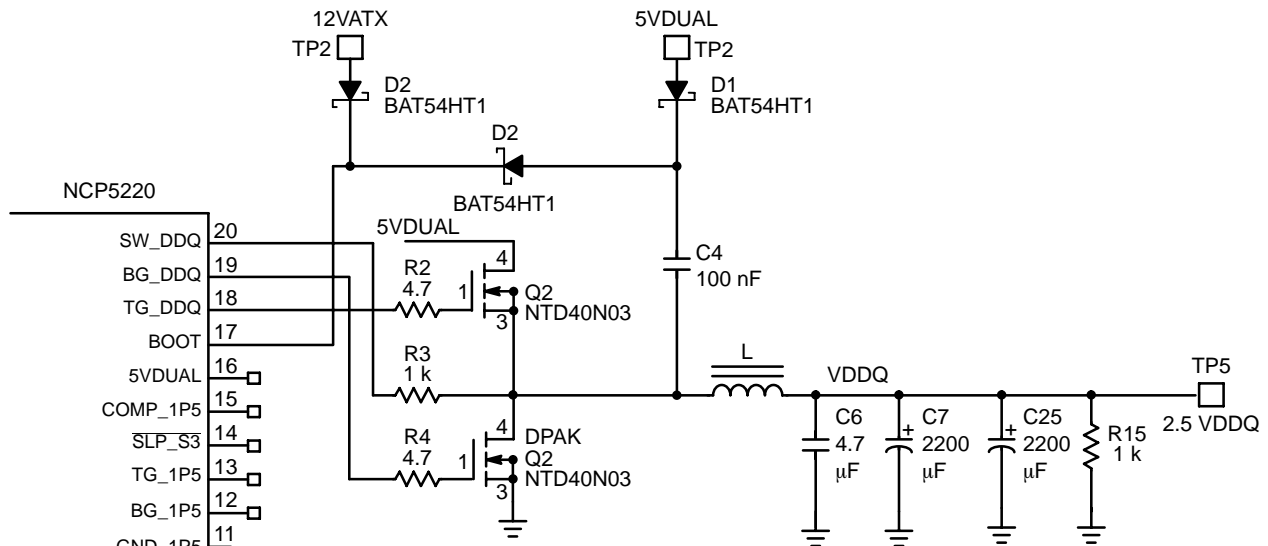 12VATX
5VDUAL
TP2
TP2
D2
BAT54HT1
D1
BAT54HT1
D2
BAT54HT1
NCP5220
5VDUAL
SW_DDQ 20
BG_DDQ 19
TG_DDQ 18
BOOT 17
5VDUAL 16
COMP_1P5 15
SLP_S3 14
TG_1P5 13
BG_1P5 12
GND_1P5 11
R2
4.7
4
1
Q2
NTD40N03
3
C4
100 nF
R3
1 k
L
VDDQ
TP5
2.5 VDDQ
R4
4.7
4
DPAK
1
Q2
NTD40N03
3
C6
4.7
μF
+
C7
2200
μF
+
C25
2200
μF
R15
1 k